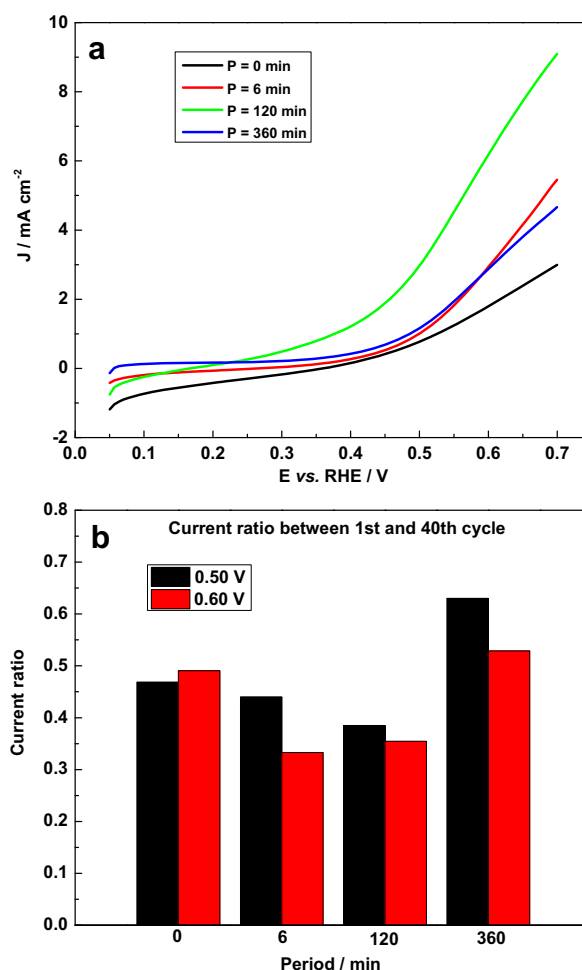 a
P = 0 min
P = 6 min
P = 120 min
P = 360 min
10
8
6
4
2
0
-2
J / mA cm⁻²
0.0 0.1 0.2 0.3 0.4 0.5 0.6 0.7
E vs. RHE / V
b
Current ratio between 1st and 40th cycle
0.50 V
0.60 V
0.8
0.7
0.6
0.5
0.4
0.3
0.2
0.1
0.0
Current ratio
0 6 120 360
Period / min